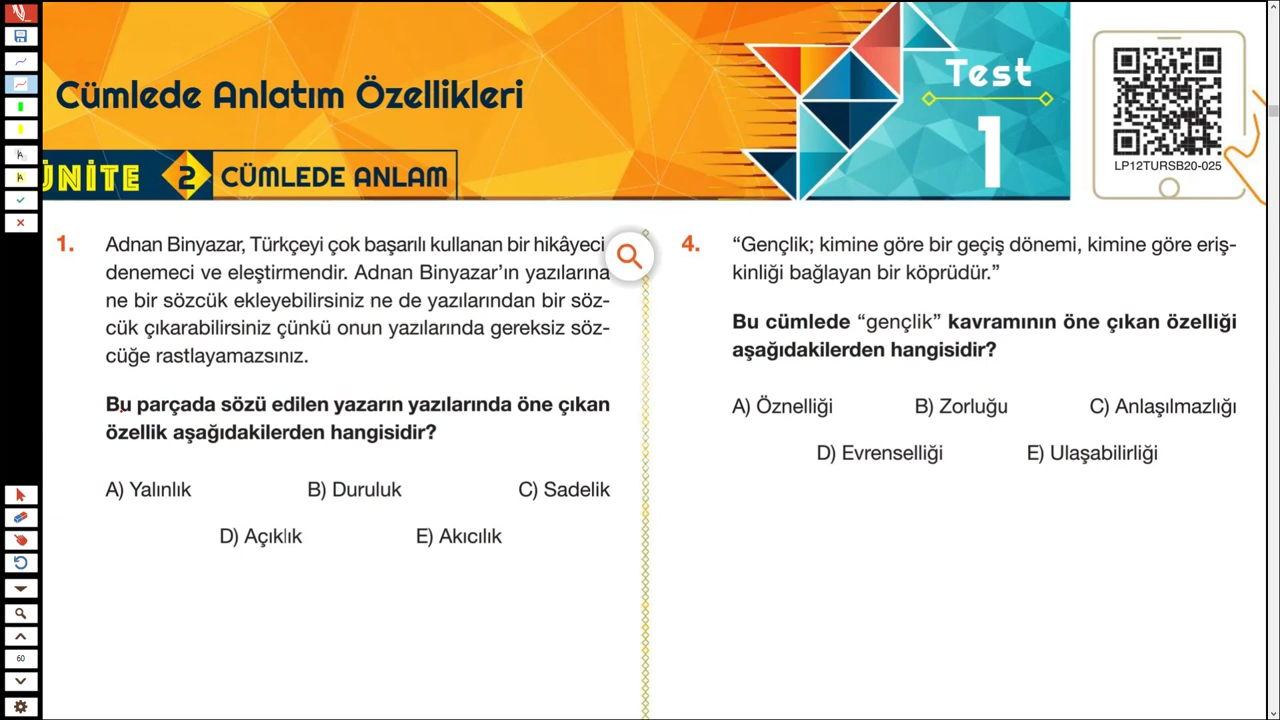 Cümlede Anlatım Özellikleri
Test
1
LP12TURSB20-025
ÜNİTE 2 CÜMLEDE ANLAM
1. Adnan Binyazar, Türkçeyi çok başarılı kullanan bir hikâyeci
denemeci ve eleştirmendir. Adnan Binyazar’ın yazılarına
ne bir sözcük ekleyebilirsiniz ne de yazılarından bir söz-
cük çıkarabilirsiniz çünkü onun yazılarında gereksiz söz-
cüğe rastlayamazsınız.
Bu parçada sözü edilen yazarın yazılarında öne çıkan
özellik aşağıdakilerden hangisidir?
A) Yalınlık B) Duruluk C) Sadelik
D) Açıklık E) Akıcılık
4. “Gençlik; kimine göre bir geçiş dönemi, kimine göre eriş-
kinliği bağlayan bir köprüdür.”
Bu cümlede “gençlik” kavramının öne çıkan özelliği
aşağıdakilerden hangisidir?
A) Öznelliği B) Zorluğu C) Anlaşılmazlığı
D) Evrenselliği E) Ulaşabilirliği
60